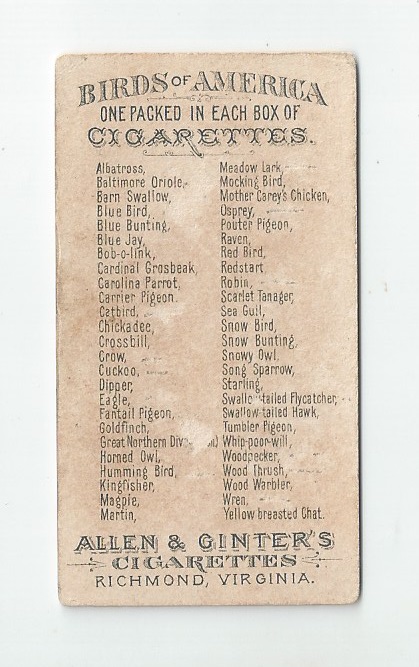 BIRDS OF AMERICA
ONE PACKED IN EACH BOX OF
CIGARETTES.
Albatross,
Baltimore Oriole,
Barn Swallow,
Blue Bird,
Blue Bunting,
Blue Jay,
Bob-o-link,
Cardinal Grosbeak,
Carolina Parrot,
Carrier Pigeon.
Catbird,
Chickadee,
Crossbill,
Crow,
Cuckoo,
Dipper,
Eagle,
Fantail Pigeon,
Goldfinch,
Great Northern
Horned Owl,
Humming Bird,
Kingfisher,
Magpie,
Martin,
Meadow Lark,
Mocking Bird,
Mother Carey's Chicken,
Osprey,
Pouter Pigeon,
Raven,
Red Bird,
Redstart
Robin,
Scarlet Tanager,
Sea Gull,
Snow Bird,
Snow Bunting,
Snowy Owl.
Song Sparrow,
Starling,
tailed Flycatcher,
Swallow tailed Hawk,
Tumbler Pigeon,
Whip-poor-will,
Woodpecker,
Wood Thrush,
Wood Warbler,
Wren,
Yellow breasted Chat.
ALLEN & GINTER'S
CIGARETTES
RICHMOND, VIRGINIA.